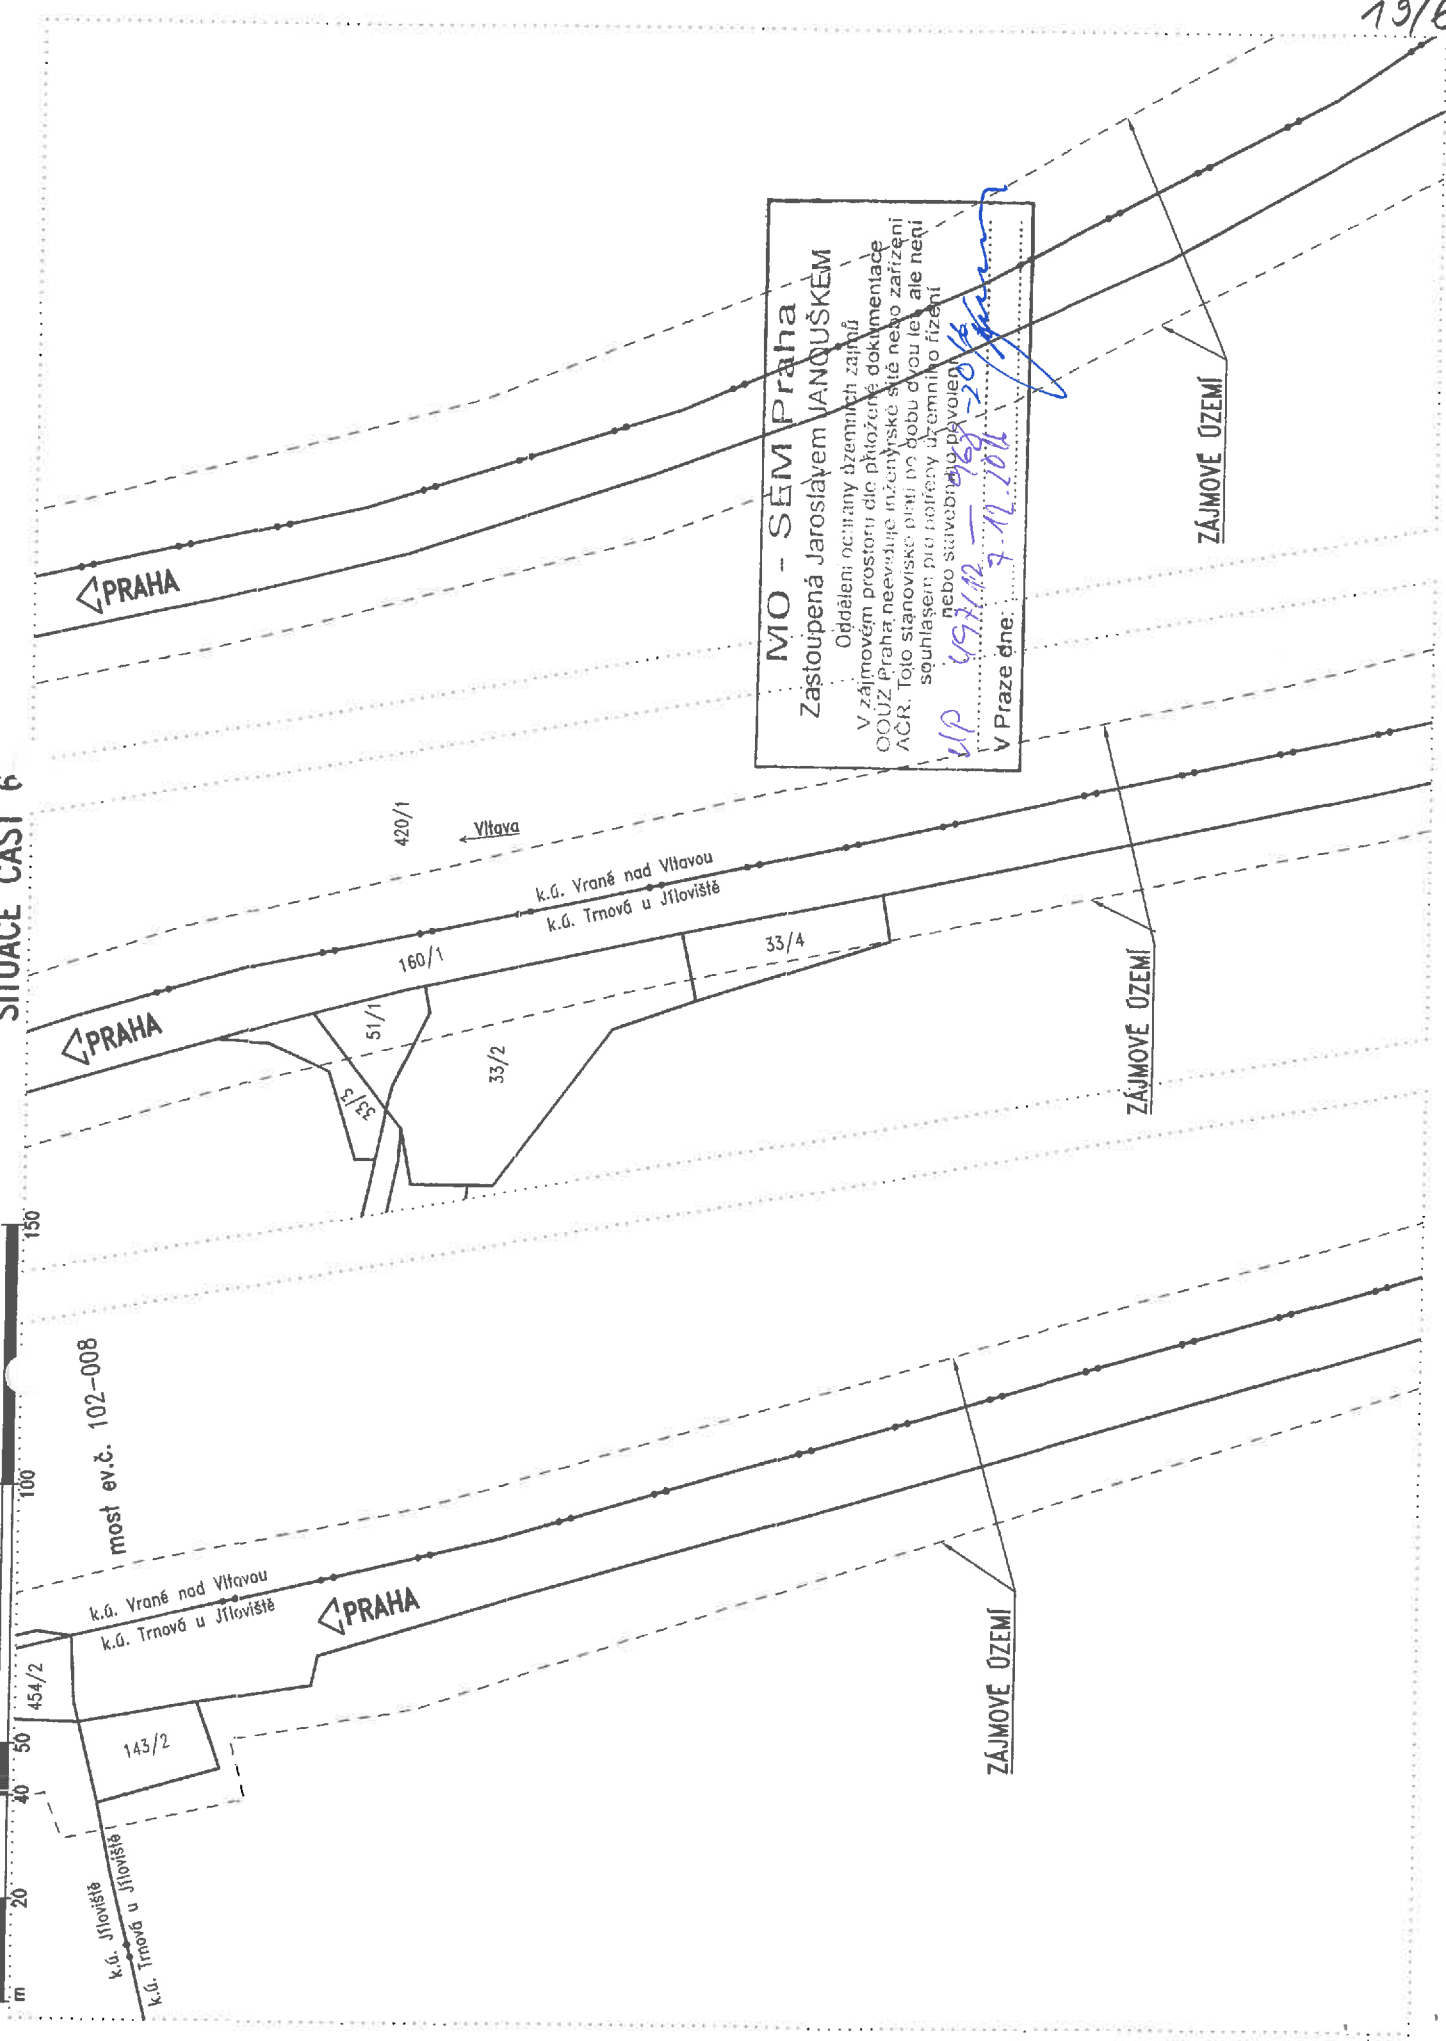 SITUACE ČÁST 6
m 20 40 50 100 150
k.ú. Jíloviště
k.ú. Trnová u Jíloviště
143/2
454/2
k.ú. Vrané nad Vltavou
k.ú. Trnová u Jíloviště
most ev.č. 102-008
PRAHA
ZÁJMOVÉ ÚZEMÍ
PRAHA
33/3
51/1
33/2
160/1
33/4
k.ú. Vrané nad Vltavou
k.ú. Trnová u Jíloviště
420/1
Vltava
ZÁJMOVÉ ÚZEMÍ
PRAHA
MO - SEM Praha
Zastoupená Jaroslavem JANOUŠKEM
Oddělení ochrany územních zájmů
V zájmovém prostoru dle přiložené dokumentace
OOÚZ Praha neeviduje inženýrské sítě nebo zařízení
AČR. Toto stanovisko platí po dobu dvou let ale není
souhlasem pro potřeby územního řízení
nebo stavebního povolení
V Praze dne: 7.12.2016
ZÁJMOVÉ ÚZEMÍ